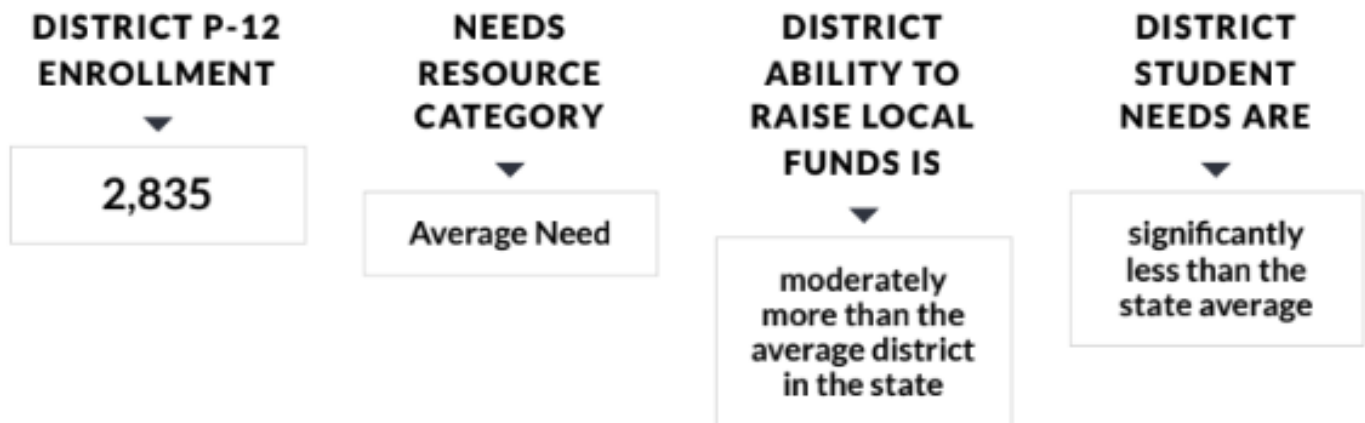 DISTRICT P-12
ENROLLMENT
2,835
NEEDS
RESOURCE
CATEGORY
Average Need
DISTRICT
ABILITY TO
RAISE LOCAL
FUNDS IS
moderately
more than the
average district
in the state
DISTRICT
STUDENT
NEEDS ARE
significantly
less than the
state average